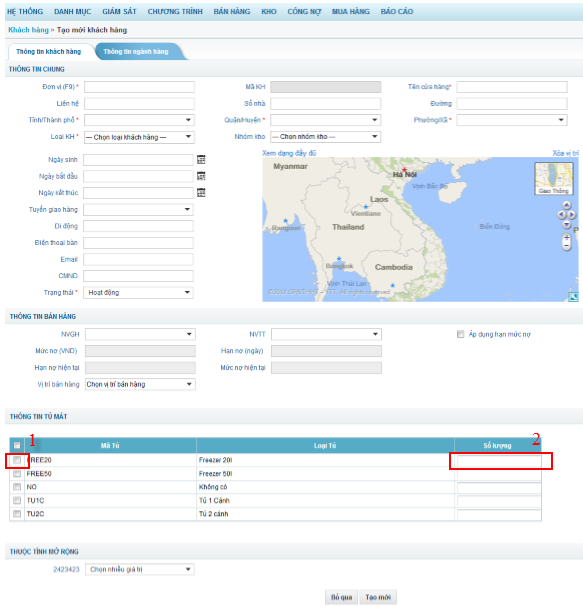 HỆ THỐNG DANH MỤC GIÁM SÁT CHƯƠNG TRÌNH BÁN HÀNG KHO CÔNG NỢ MUA HÀNG BÁO CÁO
Khách hàng » Tạo mới khách hàng
Thông tin khách hàng Thông tin ngành hàng
THÔNG TIN CHUNG
Đơn vị (F9) * Mã KH Tên cửa hàng*
Liên hệ Số nhà Đường
Tỉnh/Thành phố * Quận/Huyện * Phường/Xã *
Loại KH * --- Chọn loại khách hàng --- Nhóm kho --- Chọn nhóm kho ---
Ngày sinh Xem dạng đầy đủ Xóa vị trí
Ngày bắt đầu
Ngày kết thúc
Tuyến giao hàng
Di động
Điện thoại bàn
Email
CMND
Trạng thái * Hoạt động
Myanmar
Hà Nội
Vịnh Bắc Bộ
Giao Thông
Laos
Vientiane
Rangoon
Thailand
Biển Đông
Bangkok
Cambodia
Vịnh Thái Lan
THÔNG TIN BÁN HÀNG
NVGH NVTT Áp dụng hạn mức nợ
Mức nợ (VND) Hạn nợ (ngày)
Hạn nợ hiện tại Mức nợ hiện tại
Vị trí bán hàng Chọn vị trí bán hàng
THÔNG TIN TỦ MÁT
1 Mã Tủ Loại Tủ Số lượng 2
FREE20 Freezer 20l
FREE50 Freezer 50l
NO Không có
TU1C Tủ 1 Cánh
TU2C Tủ 2 cánh
THUỘC TÍNH MỞ RỘNG
2423423 Chọn nhiều giá trị
Bỏ qua Tạo mới